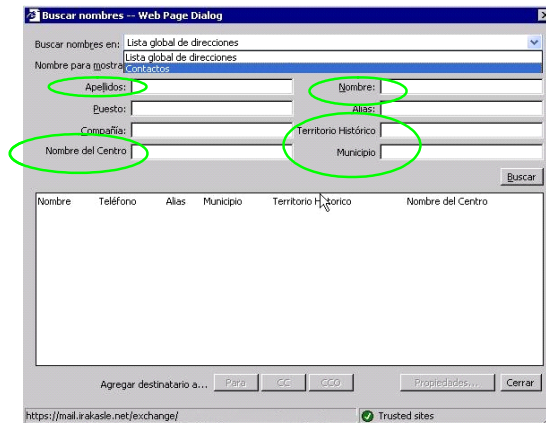 Buscar nombres -- Web Page Dialog
Buscar nombres en: Lista global de direcciones
Lista global de direcciones
Nombre para mostra Contactos
Apellidos: Nombre:
Puesto: Alias:
Compañía: Territorio Histórico
Nombre del Centro Municipio
Buscar
Nombre Teléfono Alias Municipio Territorio Historico Nombre del Centro
Agregar destinatario a... Para CC CCO Propiedades... Cerrar
https://mail.irakasle.net/exchange/ Trusted sites